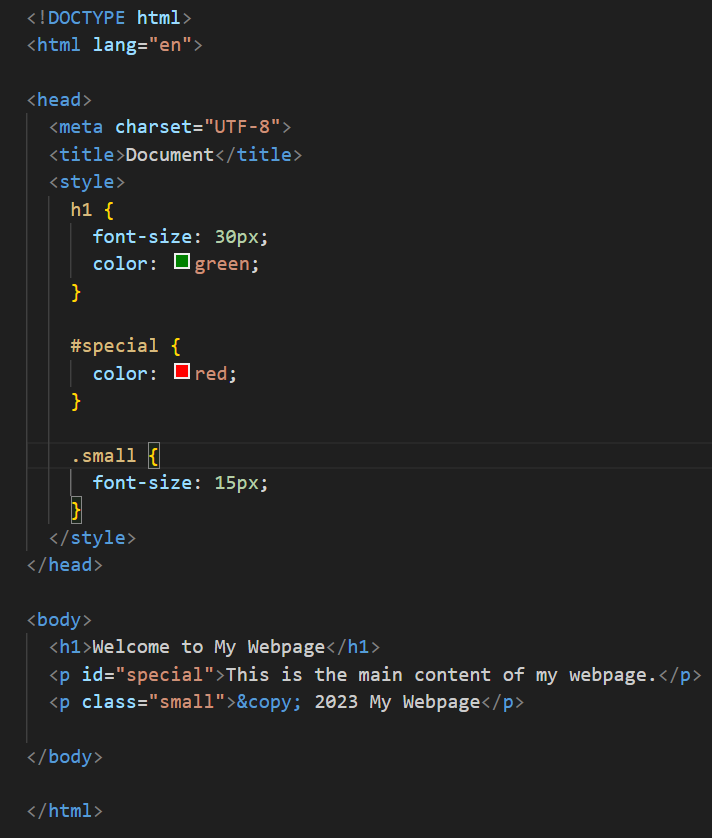 <!DOCTYPE html>
<html lang="en">
<head>
<meta charset="UTF-8">
<title>Document</title>
<style>
h1 {
font-size: 30px;
color: green;
}
#special {
color: red;
}
.small {
font-size: 15px;
}
</style>
</head>
<body>
<h1>Welcome to My Webpage</h1>
<p id="special">This is the main content of my webpage.</p>
<p class="small">&copy; 2023 My Webpage</p>
</body>
</html>